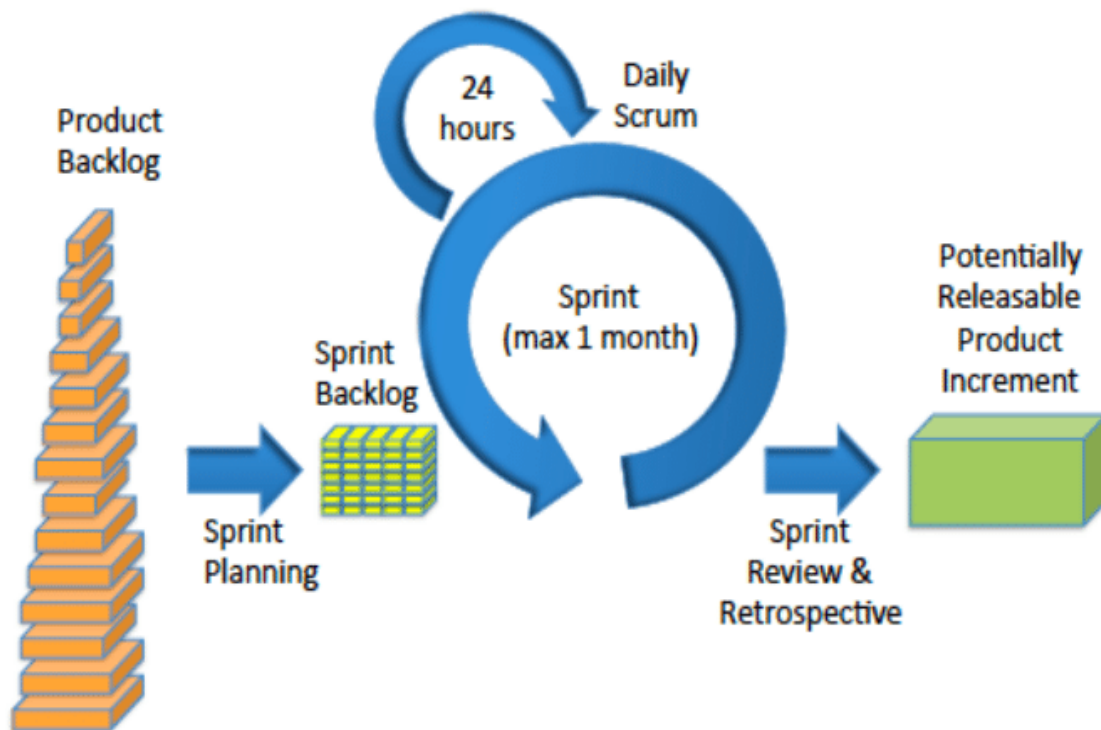 Product
Backlog
24
hours
Daily
Scrum
Sprint
(max 1 month)
Sprint
Backlog
Sprint
Planning
Sprint
Review &
Retrospective
Potentially
Releasable
Product
Increment